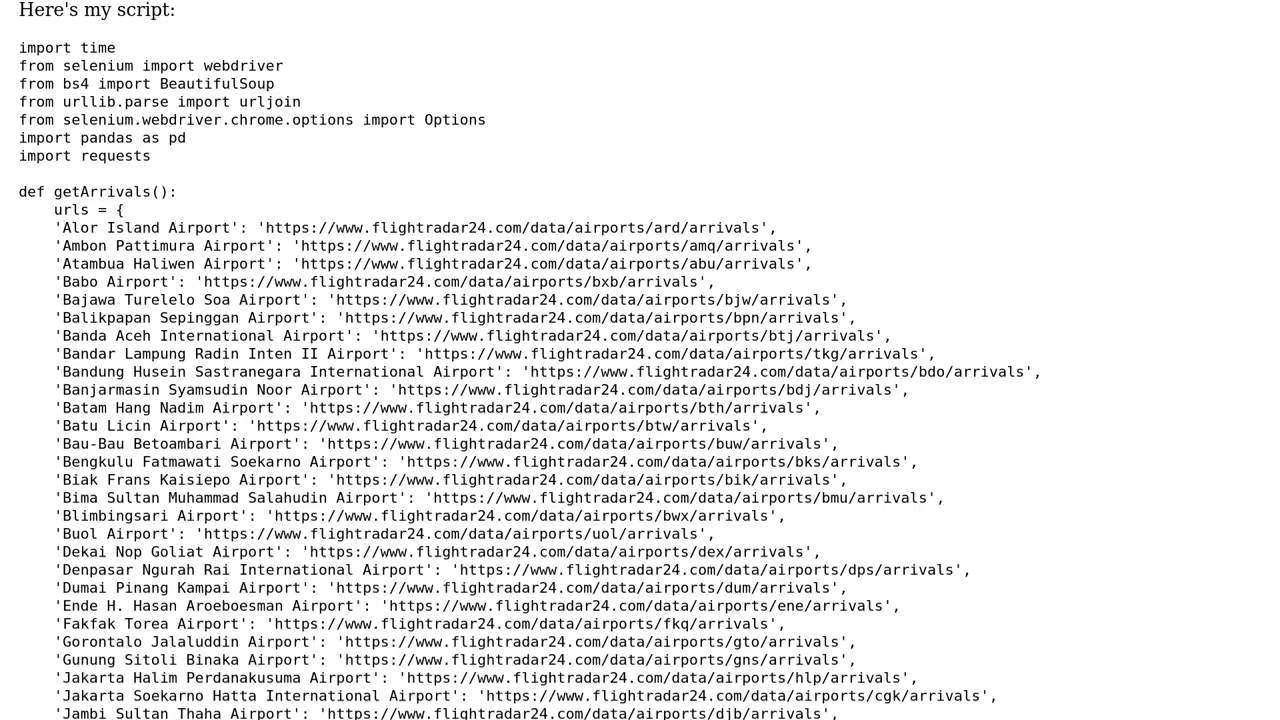 Here's my script:
import time
from selenium import webdriver
from bs4 import BeautifulSoup
from urllib.parse import urljoin
from selenium.webdriver.chrome.options import Options
import pandas as pd
import requests
def getArrivals():
    urls = {
    'Alor Island Airport': 'https://www.flightradar24.com/data/airports/ard/arrivals',
    'Ambon Pattimura Airport': 'https://www.flightradar24.com/data/airports/amq/arrivals',
    'Atambua Haliwen Airport': 'https://www.flightradar24.com/data/airports/abu/arrivals',
    'Babo Airport': 'https://www.flightradar24.com/data/airports/bxb/arrivals',
    'Bajawa Turelelo Soa Airport': 'https://www.flightradar24.com/data/airports/bjw/arrivals',
    'Balikpapan Sepinggan Airport': 'https://www.flightradar24.com/data/airports/bpn/arrivals',
    'Banda Aceh International Airport': 'https://www.flightradar24.com/data/airports/btj/arrivals',
    'Bandar Lampung Radin Inten II Airport': 'https://www.flightradar24.com/data/airports/tkg/arrivals',
    'Bandung Husein Sastranegara International Airport': 'https://www.flightradar24.com/data/airports/bdo/arrivals',
    'Banjarmasin Syamsudin Noor Airport': 'https://www.flightradar24.com/data/airports/bdj/arrivals',
    'Batam Hang Nadim Airport': 'https://www.flightradar24.com/data/airports/bth/arrivals',
    'Batu Licin Airport': 'https://www.flightradar24.com/data/airports/btw/arrivals',
    'Bau-Bau Betoambari Airport': 'https://www.flightradar24.com/data/airports/buw/arrivals',
    'Bengkulu Fatmawati Soekarno Airport': 'https://www.flightradar24.com/data/airports/bks/arrivals',
    'Biak Frans Kaisiepo Airport': 'https://www.flightradar24.com/data/airports/bik/arrivals',
    'Bima Sultan Muhammad Salahudin Airport': 'https://www.flightradar24.com/data/airports/bmu/arrivals',
    'Blimbingsari Airport': 'https://www.flightradar24.com/data/airports/bwx/arrivals',
    'Buol Airport': 'https://www.flightradar24.com/data/airports/uol/arrivals',
    'Dekai Nop Goliat Airport': 'https://www.flightradar24.com/data/airports/dex/arrivals',
    'Denpasar Ngurah Rai International Airport': 'https://www.flightradar24.com/data/airports/dps/arrivals',
    'Dumai Pinang Kampai Airport': 'https://www.flightradar24.com/data/airports/dum/arrivals',
    'Ende H. Hasan Aroeboesman Airport': 'https://www.flightradar24.com/data/airports/ene/arrivals',
    'Fakfak Torea Airport': 'https://www.flightradar24.com/data/airports/fkq/arrivals',
    'Gorontalo Jalaluddin Airport': 'https://www.flightradar24.com/data/airports/gto/arrivals',
    'Gunung Sitoli Binaka Airport': 'https://www.flightradar24.com/data/airports/gns/arrivals',
    'Jakarta Halim Perdanakusuma Airport': 'https://www.flightradar24.com/data/airports/hlp/arrivals',
    'Jakarta Soekarno Hatta International Airport': 'https://www.flightradar24.com/data/airports/cgk/arrivals',
    'Jambi Sultan Thaha Airport': 'https://www.flightradar24.com/data/airports/djb/arrivals',